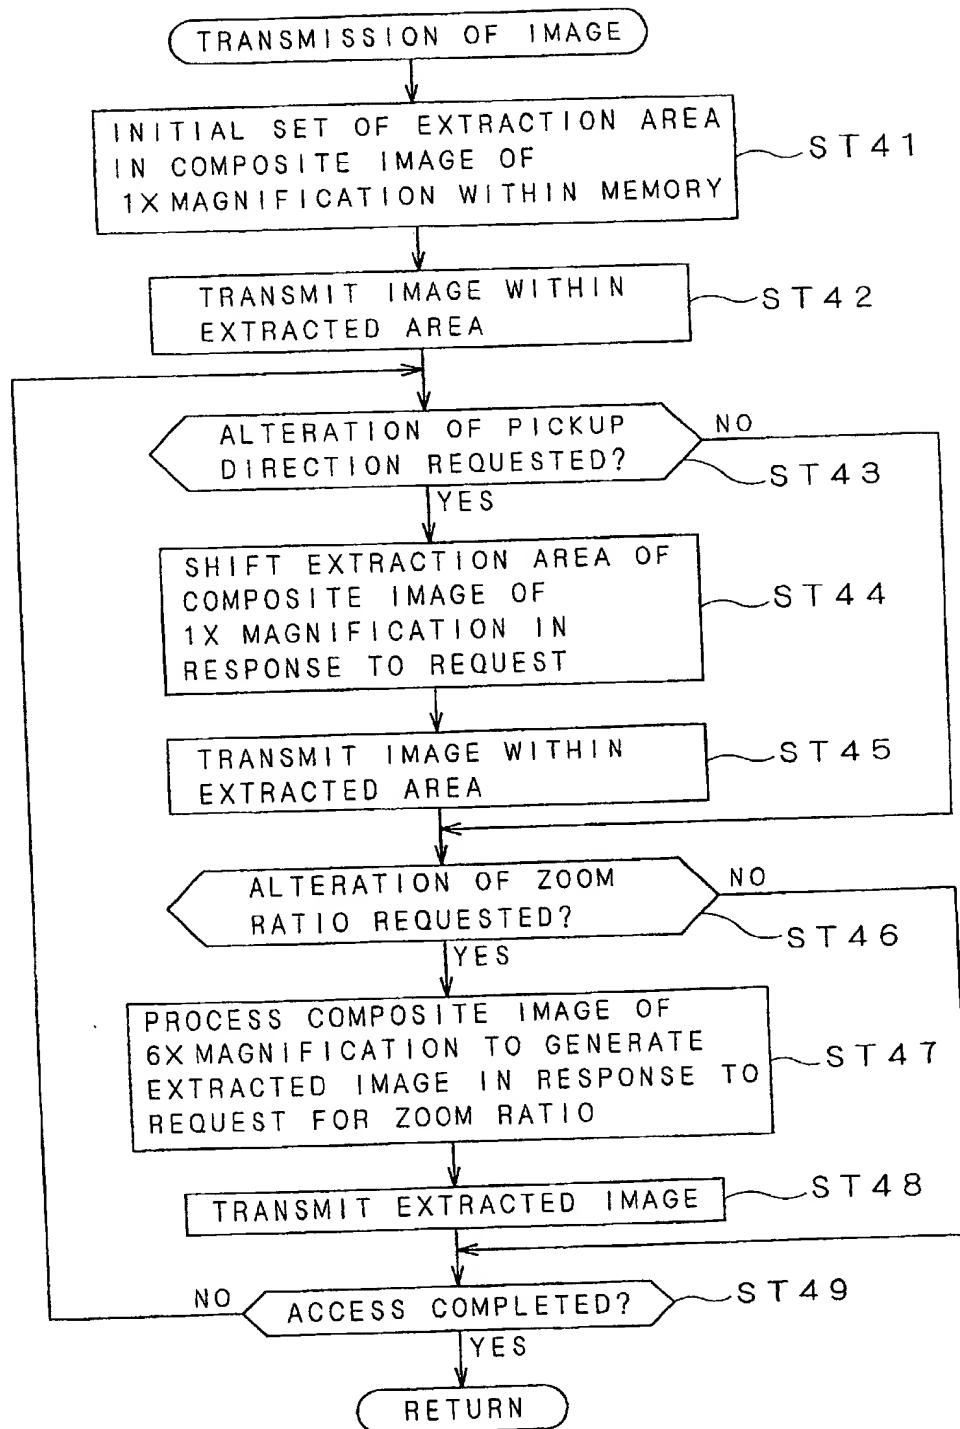 TRANSMISSION OF IMAGE
INITIAL SET OF EXTRACTION AREA
IN COMPOSITE IMAGE OF
1X MAGNIFICATION WITHIN MEMORY
ST41
TRANSMIT IMAGE WITHIN
EXTRACTED AREA
ST42
ALTERATION OF PICKUP
DIRECTION REQUESTED?
NO
ST43
YES
SHIFT EXTRACTION AREA OF
COMPOSITE IMAGE OF
1X MAGNIFICATION IN
RESPONSE TO REQUEST
ST44
TRANSMIT IMAGE WITHIN
EXTRACTED AREA
ST45
ALTERATION OF ZOOM
RATIO REQUESTED?
NO
ST46
YES
PROCESS COMPOSITE IMAGE OF
6X MAGNIFICATION TO GENERATE
EXTRACTED IMAGE IN RESPONSE TO
REQUEST FOR ZOOM RATIO
ST47
TRANSMIT EXTRACTED IMAGE
ST48
NO
ACCESS COMPLETED?
ST49
YES
RETURN